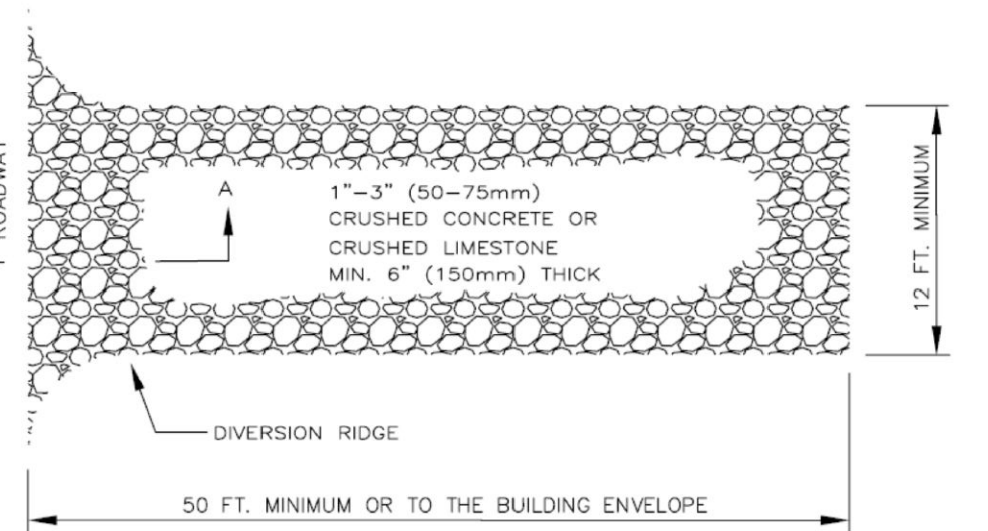 ROADWAY
A
1"-3" (50-75mm)
CRUSHED CONCRETE OR
CRUSHED LIMESTONE
MIN. 6" (150mm) THICK
12 FT. MINIMUM
DIVERSION RIDGE
50 FT. MINIMUM OR TO THE BUILDING ENVELOPE